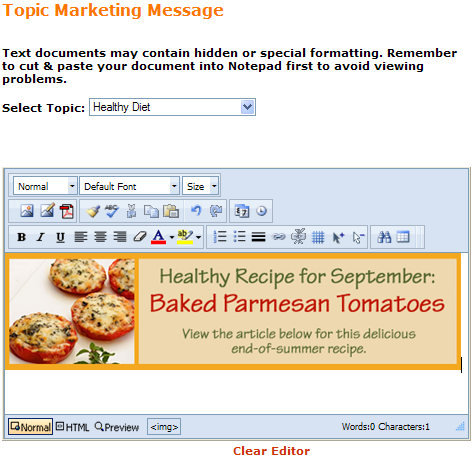 Topic Marketing Message
Text documents may contain hidden or special formatting. Remember
to cut & paste your document into Notepad first to avoid viewing
problems.
Select Topic: Healthy Diet
Normal Default Font Size
ABC
B I U A ab
Healthy Recipe for September:
Baked Parmesan Tomatoes
View the article below for this delicious
end-of-summer recipe.
Normal HTML Preview <img> Words:0 Characters:1
Clear Editor